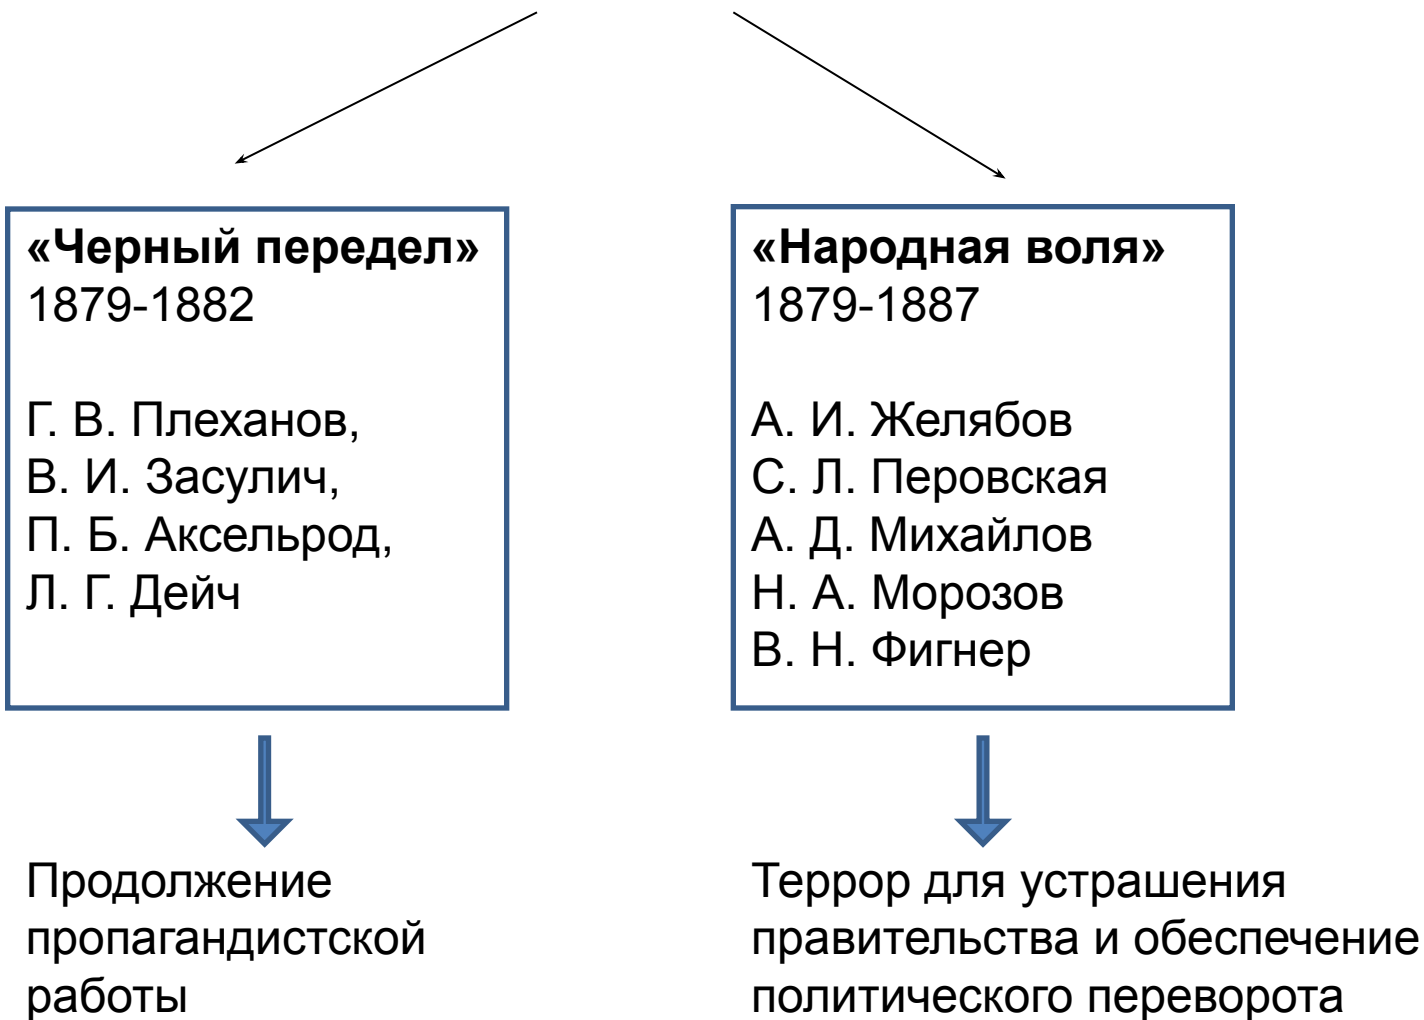 «Черный передел»
1879-1882
Г. В. Плеханов,
В. И. Засулич,
П. Б. Аксельрод,
Л. Г. Дейч
Продолжение
пропагандистской
работы
«Народная воля»
1879-1887
А. И. Желябов
С. Л. Перовская
А. Д. Михайлов
Н. А. Морозов
В. Н. Фигнер
Террор для устрашения
правительства и обеспечение
политического переворота